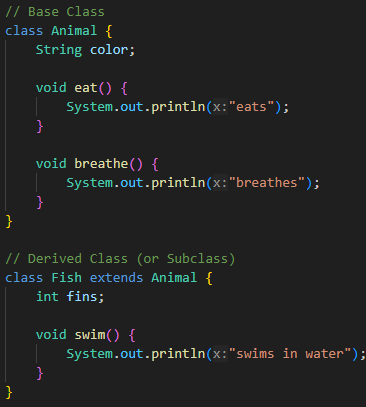 // Base Class
class Animal {
    String color;

    void eat() {
        System.out.println(x:"eats");
    }

    void breathe() {
        System.out.println(x:"breathes");
    }
}

// Derived Class (or Subclass)
class Fish extends Animal {
    int fins;

    void swim() {
        System.out.println(x:"swims in water");
    }
}